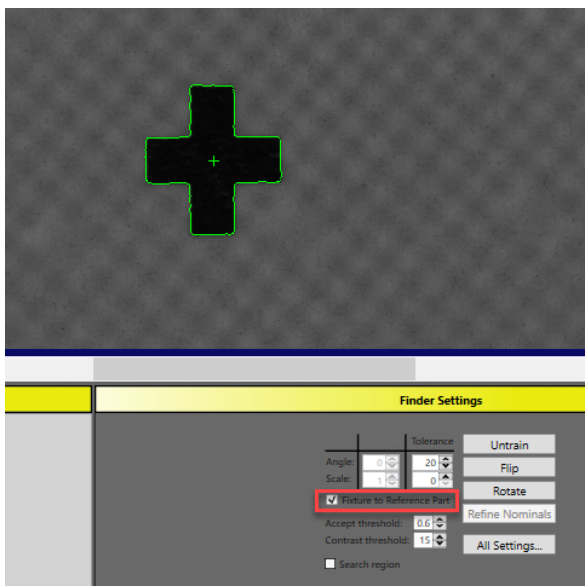 Finder Settings
Tolerance
Angle: 0 20
Scale: 1 0
Fixture to Reference Part
Accept threshold: 0.6
Contrast threshold: 15
Search region
Untrain
Flip
Rotate
Refine Nominals
All Settings...